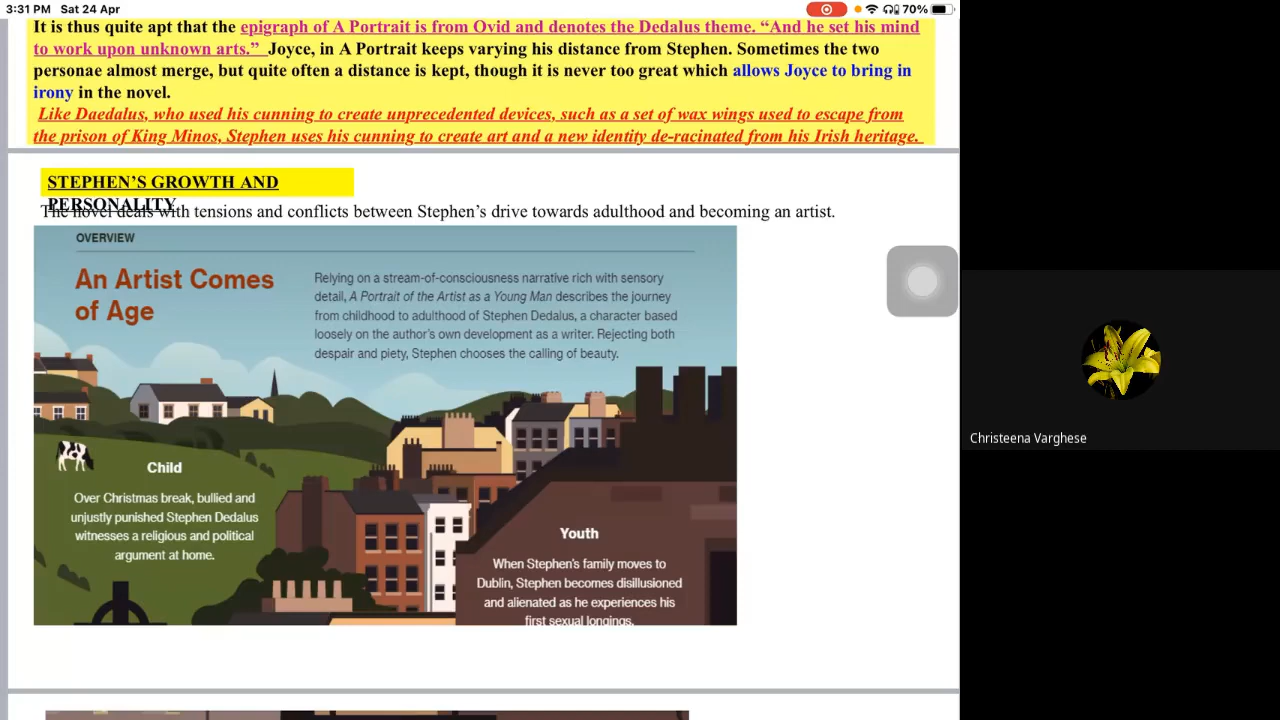 3:31 PM Sat 24 Apr
70%
It is thus quite apt that the epigraph of A Portrait is from Ovid and denotes the Dedalus theme. “And he set his mind
to work upon unknown arts.” Joyce, in A Portrait keeps varying his distance from Stephen. Sometimes the two
personae almost merge, but quite often a distance is kept, though it is never too great which allows Joyce to bring in
irony in the novel.
Like Daedalus, who used his cunning to create unprecedented devices, such as a set of wax wings used to escape from
the prison of King Minos, Stephen uses his cunning to create art and a new identity de-racinated from his Irish heritage.
STEPHEN’S GROWTH AND
PERSONALITY
The novel deals with tensions and conflicts between Stephen’s drive towards adulthood and becoming an artist.
OVERVIEW
An Artist Comes
of Age
Relying on a stream-of-consciousness narrative rich with sensory
detail, A Portrait of the Artist as a Young Man describes the journey
from childhood to adulthood of Stephen Dedalus, a character based
loosely on the author’s own development as a writer. Rejecting both
despair and piety, Stephen chooses the calling of beauty.
Child
Over Christmas break, bullied and
unjustly punished Stephen Dedalus
witnesses a religious and political
argument at home.
Youth
When Stephen’s family moves to
Dublin, Stephen becomes disillusioned
and alienated as he experiences his
first sexual longings.
Christeena Varghese